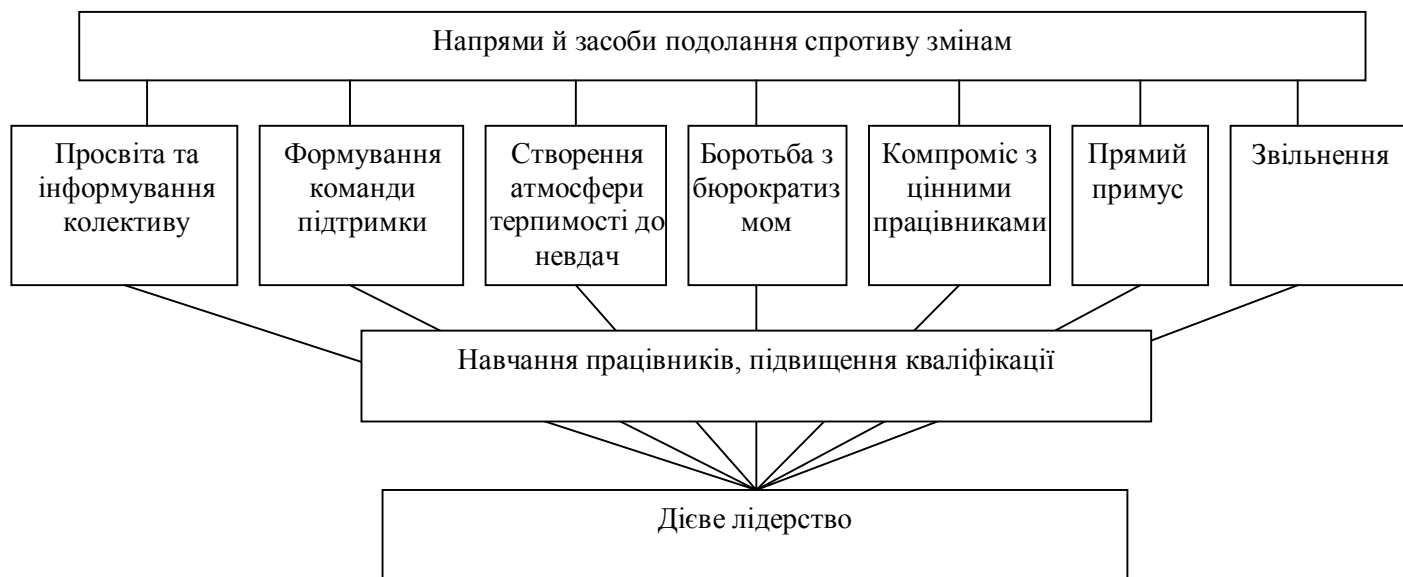 Напрями й засоби подолання спротиву змінам
Просвіта та
інформування
колективу
Формування
команди
підтримки
Створення
атмосфери
терпимості до
невдач
Боротьба з
бюрократиз
мом
Компроміс з
цінними
працівниками
Прямий
примус
Звільнення
Навчання працівників, підвищення кваліфікації
Дієве лідерство